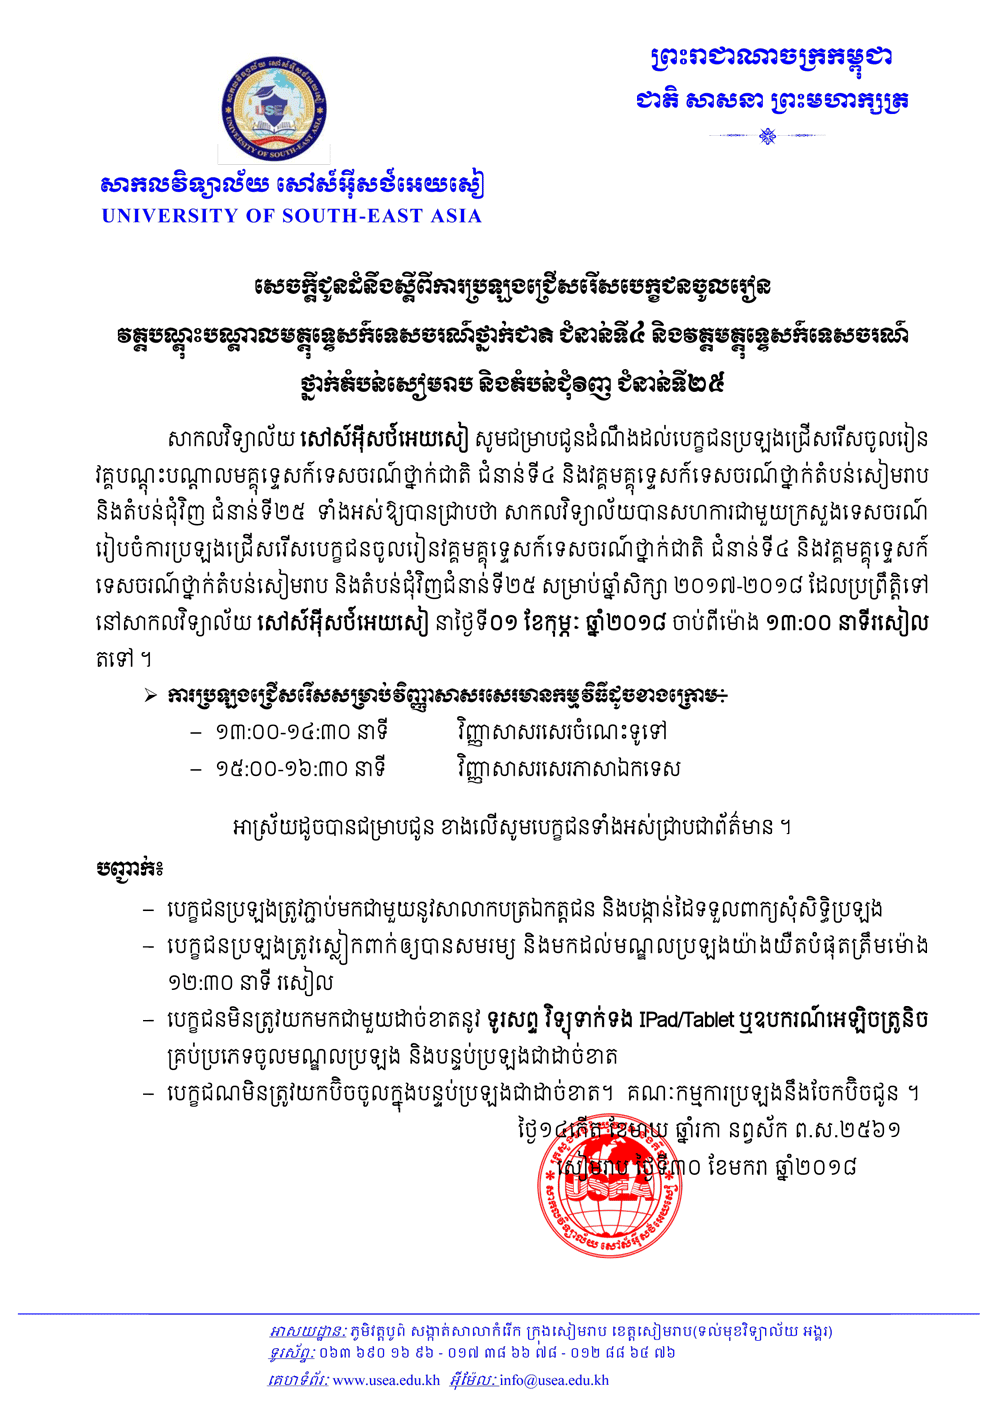 ព្រះរាជាណាចក្រកម្ពុជា
ជាតិ សាសនា ព្រះមហាក្សត្រ
USEA
UNIVERSITY OF SOUTH-EAST ASIA
សាកលវិទ្យាល័យ សៅស៍អ៊ីសថ៍អេយសៀ
UNIVERSITY OF SOUTH-EAST ASIA
សេចក្តីជូនដំនឹងស្តីពីការប្រឡងជ្រើសរើសបេក្ខជនចូលរៀន
វគ្គបណ្តុះបណ្តាលមគ្គុទ្ទេសក៍ទេសចរណ៍ថ្នាក់ជាតិ ជំនាន់ទី៤ និងវគ្គមគ្គុទ្ទេសក៍ទេសចរណ៍
ថ្នាក់តំបន់សៀមរាប និងតំបន់ជុំវិញ ជំនាន់ទី២៥
សាកលវិទ្យាល័យ សៅស៍អ៊ីសថ៍អេយសៀ សូមជម្រាបជូនដំណឹងដល់បេក្ខជនប្រឡងជ្រើសរើសចូលរៀន
វគ្គបណ្តុះបណ្តាលមគ្គុទ្ទេសក៍ទេសចរណ៍ថ្នាក់ជាតិ ជំនាន់ទី៤ និងវគ្គមគ្គុទ្ទេសក៍ទេសចរណ៍ថ្នាក់តំបន់សៀមរាប
និងតំបន់ជុំវិញ ជំនាន់ទី២៥ ទាំងអស់ឱ្យបានជ្រាបថា សាកលវិទ្យាល័យបានសហការជាមួយក្រសួងទេសចរណ៍
រៀបចំការប្រឡងជ្រើសរើសបេក្ខជនចូលរៀនវគ្គមគ្គុទ្ទេសក៍ទេសចរណ៍ថ្នាក់ជាតិ ជំនាន់ទី៤ និងវគ្គមគ្គុទ្ទេសក៍
ទេសចរណ៍ថ្នាក់តំបន់សៀមរាប និងតំបន់ជុំវិញជំនាន់ទី២៥ សម្រាប់ឆ្នាំសិក្សា ២០១៧-២០១៨ ដែលប្រព្រឹត្តិទៅ
នៅសាកលវិទ្យាល័យ សៅស៍អ៊ីសថ៍អេយសៀ នាថ្ងៃទី០១ ខែកុម្ភៈ ឆ្នាំ២០១៨ ចាប់ពីម៉ោង ១៣:០០ នាទីរសៀល
តទៅ ។
➢ ការប្រឡងជ្រើសរើសសម្រាប់វិញ្ញាសាសរសេរមានកម្មវិធីដូចខាងក្រោម÷
– ១៣:០០-១៤:៣០ នាទី វិញ្ញាសាសរសេរចំណេះទូទៅ
– ១៥:០០-១៦:៣០ នាទី វិញ្ញាសាសរសេរភាសាឯកទេស
អាស្រ័យដូចបានជម្រាបជូន ខាងលើសូមបេក្ខជនទាំងអស់ជ្រាបជាព័ត៌មាន ។
បញ្ជាក់៖
– បេក្ខជនប្រឡងត្រូវភ្ជាប់មកជាមួយនូវសាលាកបត្រឯកត្តជន និងបង្កាន់ដៃទទួលពាក្យសុំសិទ្ធិប្រឡង
– បេក្ខជនប្រឡងត្រូវស្លៀកពាក់ឲ្យបានសមរម្យ និងមកដល់មណ្ឌលប្រឡងយ៉ាងយឺតបំផុតត្រឹមម៉ោង
១២:៣០ នាទី រសៀល
– បេក្ខជនមិនត្រូវយកមកជាមួយដាច់ខាតនូវ ទូរសព្ទ វិទ្យុទាក់ទង IPad/Tablet ឬឧបករណ៍អេឡិចត្រូនិច
គ្រប់ប្រភេទចូលមណ្ឌលប្រឡង និងបន្ទប់ប្រឡងជាដាច់ខាត
– បេក្ខជណមិនត្រូវយកប៊ិចចូលក្នុងបន្ទប់ប្រឡងជាដាច់ខាត។ គណៈកម្មការប្រឡងនឹងចែកប៊ិចជូន ។
ថ្ងៃ១៤កើត ខែមាឃ ឆ្នាំរកា នព្វស័ក ព.ស.២៥៦១
សៀមរាប ថ្ងៃទី៣០ ខែមករា ឆ្នាំ២០១៨
USEA
សាកលវិទ្យាល័យ សៅស៍អ៊ីសថ៍អេយសៀ
អាសយដ្ឋានៈ ភូមិវត្តបូព៌ សង្កាត់សាលាកំរើក ក្រុងសៀមរាប ខេត្តសៀមរាប(ទល់មុខវិទ្យាល័យ អង្គរ)
ទូរស័ព្ទៈ ០៦៣ ៦៩០ ១៦ ៩៦ - ០១៧ ៣៨ ៦៦ ៧៨ - ០១២ ៨៨ ៦៤ ៧៦
គេហទំព័រៈ www.usea.edu.kh អ៊ីម៉ែលៈ info@usea.edu.kh